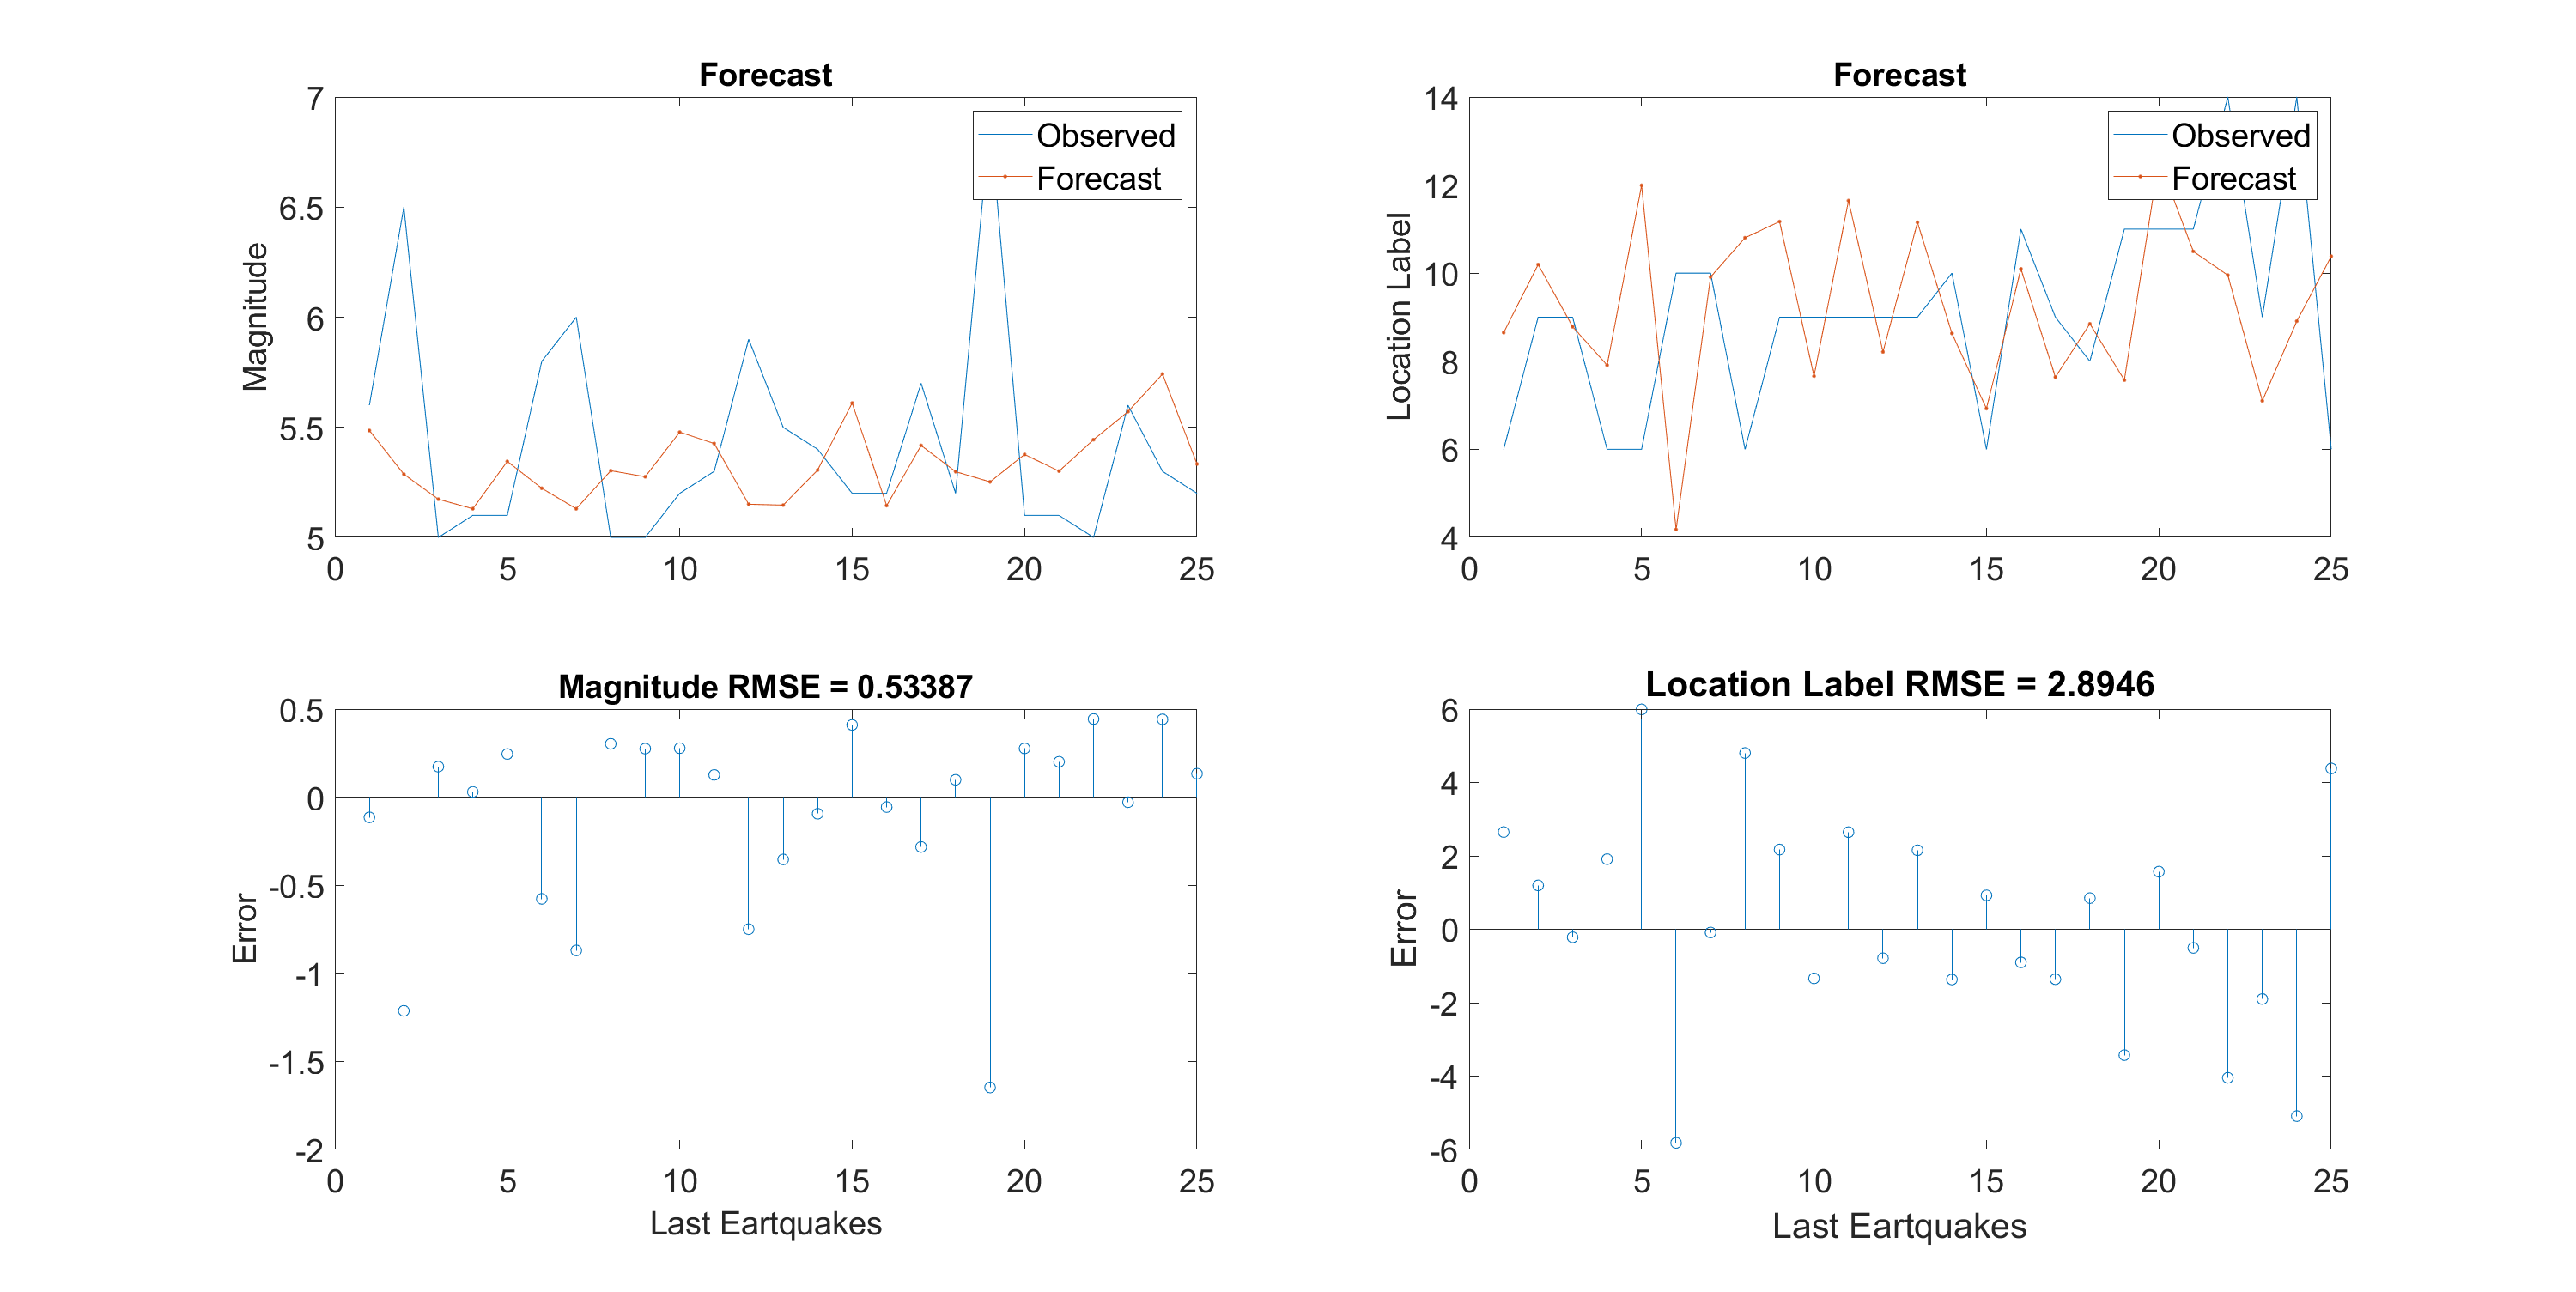 Forecast
7
6.5
6
5.5
5
Magnitude
Observed
Forecast
0 5 10 15 20 25
Forecast
14
12
10
8
6
4
Location Label
Observed
Forecast
0 5 10 15 20 25
Magnitude RMSE = 0.53387
0.5
0
-0.5
-1
-1.5
-2
Error
0 5 10 15 20 25
Last Eartquakes
Location Label RMSE = 2.8946
6
4
2
0
-2
-4
-6
Error
0 5 10 15 20 25
Last Eartquakes